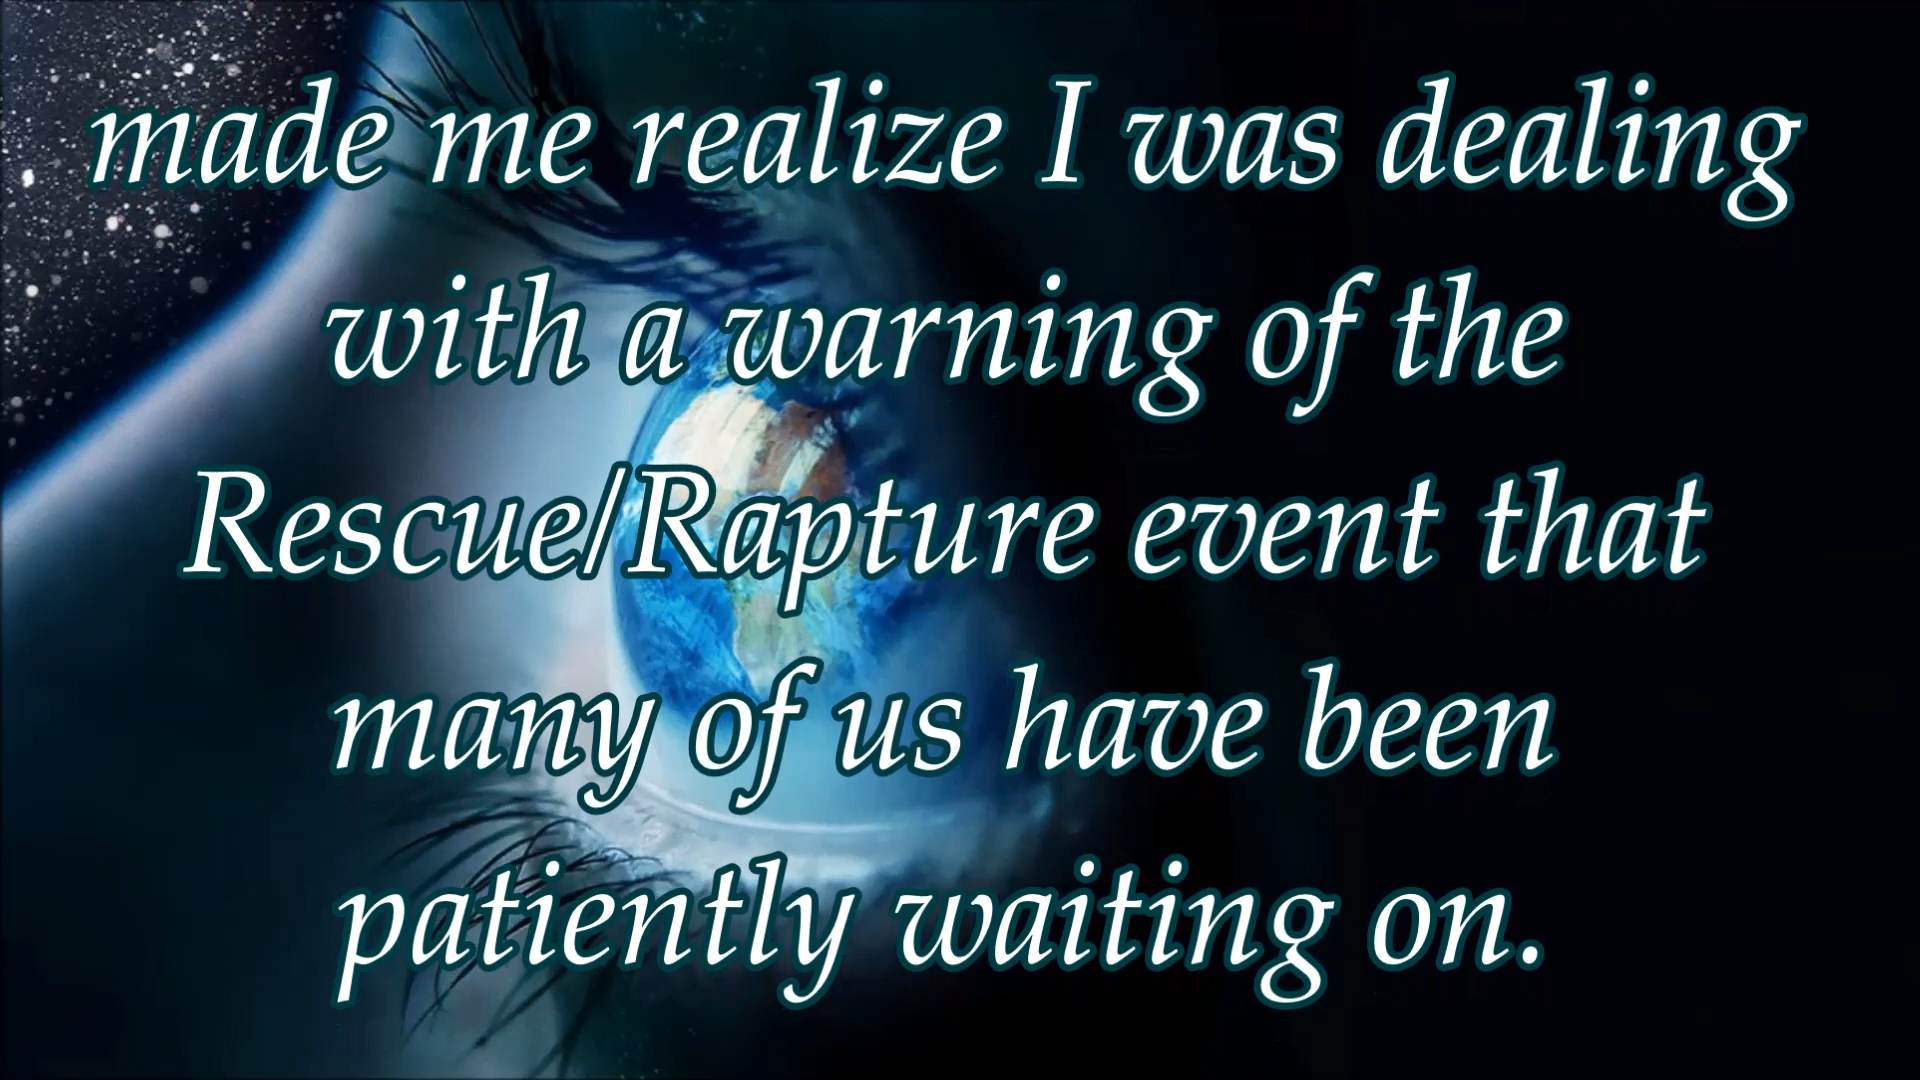 made me realize I was dealing
with a warning of the
Rescue/Rapture event that
many of us have been
patiently waiting on.